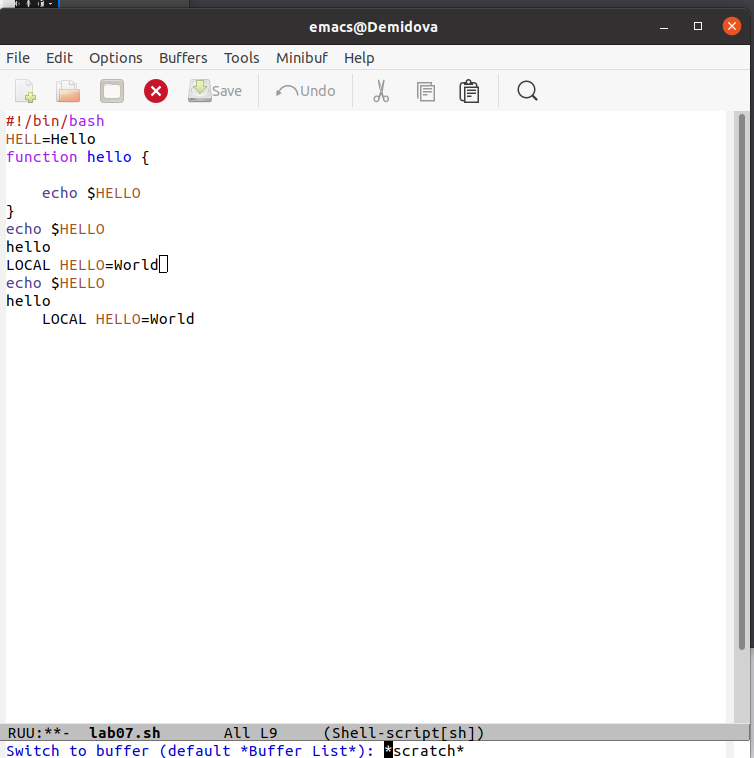 emacs@Demidova
File Edit Options Buffers Tools Minibuf Help
Save Undo
#!/bin/bash
HELL=Hello
function hello {
    echo $HELLO
}
echo $HELLO
hello
LOCAL HELLO=World
echo $HELLO
hello
    LOCAL HELLO=World
RUU:**-  lab07.sh       All L9     (Shell-script[sh])
Switch to buffer (default *Buffer List*): *scratch*